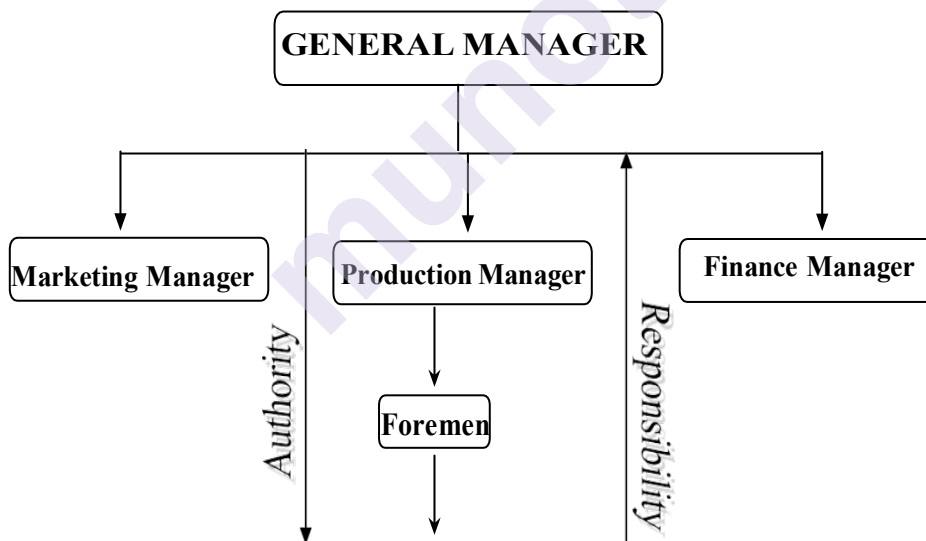 GENERAL MANAGER
Marketing Manager
Production Manager
Finance Manager
Authority
Responsibility
Foremen